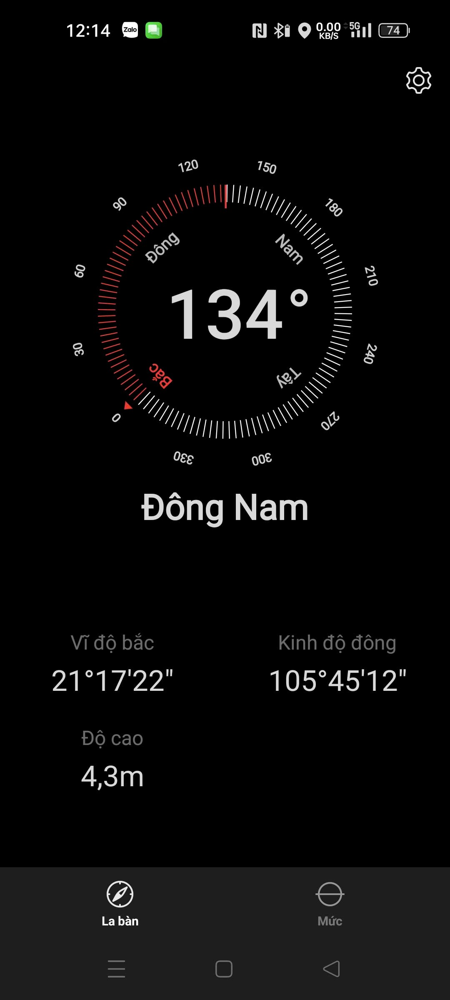 12:14
Zalo
0.00
KB/S
5G
74
120
150
90
180
Đông
Nam
60
210
134°
30
240
Bắc
Tây
0
270
330
300
Đông Nam
Vĩ độ bắc
Kinh độ đông
21°17'22"
105°45'12"
Độ cao
4,3m
La bàn
Mức